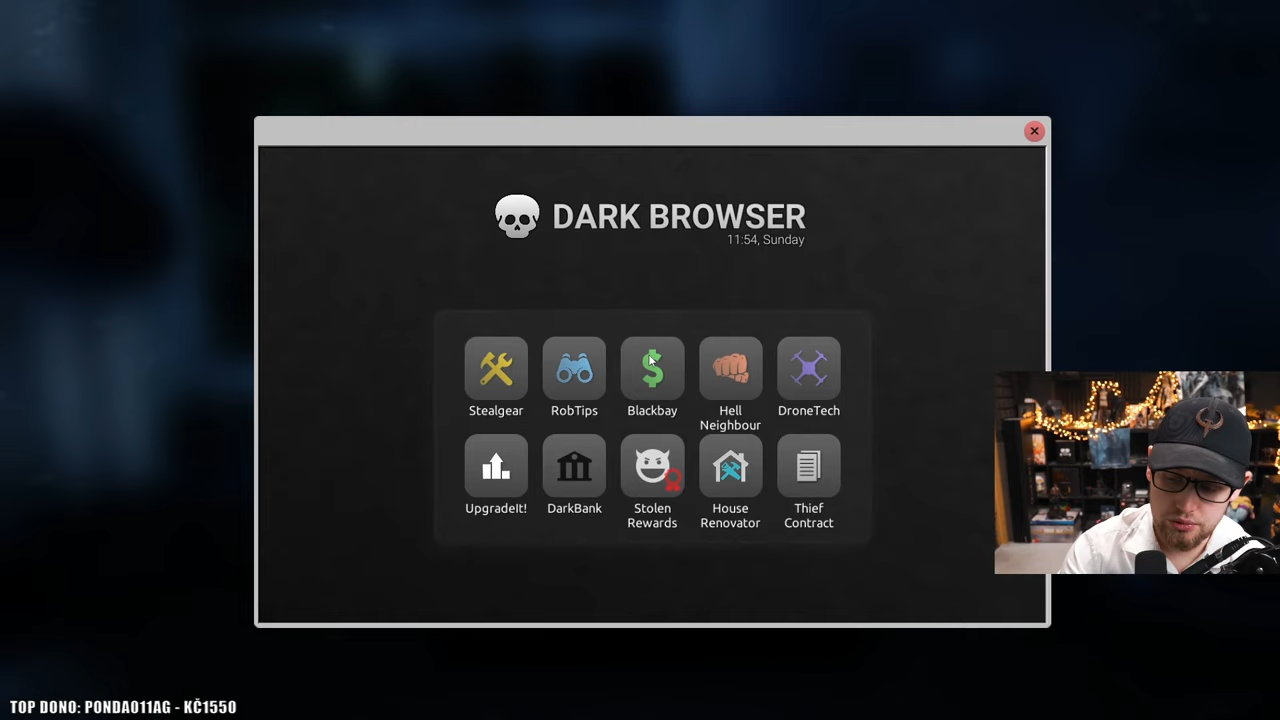 DARK BROWSER
11:54, Sunday
Stealgear
RobTips
Blackbay
Hell
Neighbour
DroneTech
UpgradeIt!
DarkBank
Stolen
Rewards
House
Renovator
Thief
Contract
TOP DONO: PONDA011AG - KČ1550